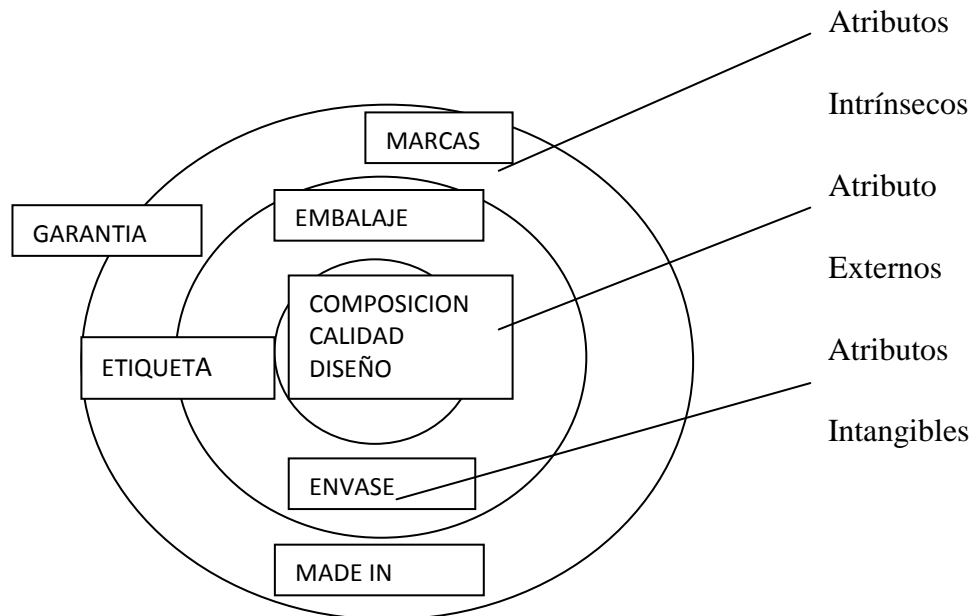 Atributos
Intrínsecos
MARCAS
Atributo
EMBALAJE
GARANTIA
Externos
COMPOSICION
CALIDAD
DISEÑO
ETIQUETA
Atributos
Intangibles
ENVASE
MADE IN